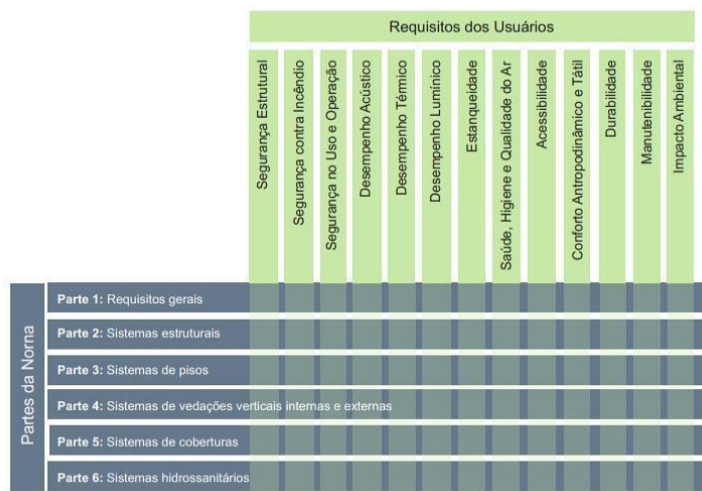 Requisitos dos Usuários
Segurança Estrutural
Segurança contra Incêndio
Segurança no Uso e Operação
Desempenho Acústico
Desempenho Térmico
Desempenho Lumínico
Estanqueidade
Saúde, Higiene e Qualidade do Ar
Acessibilidade
Conforto Antropodinâmico e Tátil
Durabilidade
Manutenibilidade
Impacto Ambiental
Partes da Norna
Parte 1: Requisitos gerais
Parte 2: Sistemas estruturais
Parte 3: Sistemas de pisos
Parte 4: Sistemas de vedações verticais internas e externas
Parte 5: Sistemas de coberturas
Parte 6: Sistemas hidrossanitários